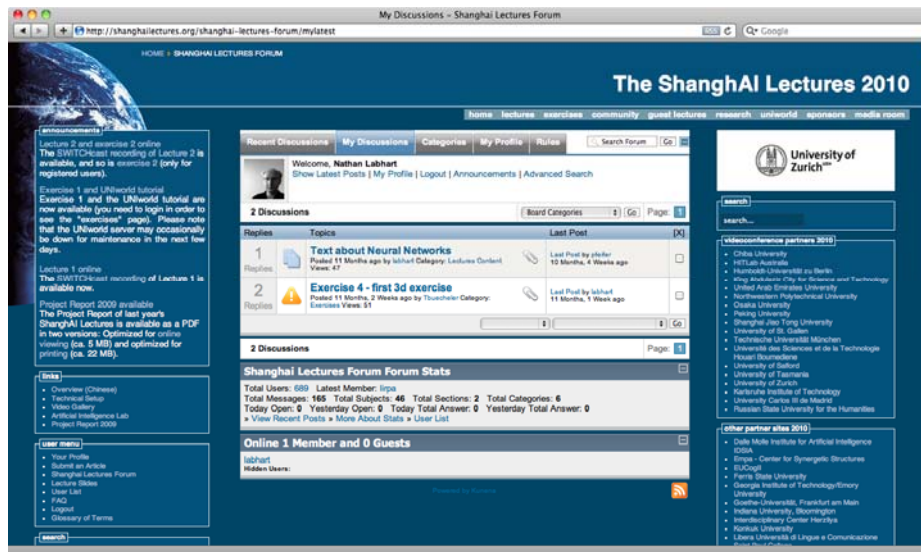 My Discussions – Shanghai Lectures Forum
http://shanghailectures.org/shanghai-lectures-forum/mylatest
Google
HOME SHANGHAI LECTURES FORUM
The ShanghAI Lectures 2010
home lectures exercises community guest lectures research uniworld sponsors media room
announcements
Lecture 2 and exercise 2 online
The SWITCHcast recording of Lecture 2 is
available, and so is exercise 2 (only for
registered users).
Exercise 1 and UNIworld tutorial
Exercise 1 and the UNIworld tutorial are
now available (you need to login in order to
see the "exercises" page). Please note
that the UNIworld server may occasionally
be down for maintenance in the next few
days.
Lecture 1 online
The SWITCHcast recording of Lecture 1 is
available now.
Project Report 2009 available
The Project Report of last year's
ShanghAI Lectures is available as a PDF
in two versions: Optimized for online
viewing (ca. 5 MB) and optimized for
printing (ca. 22 MB).
links
Overview (Chinese)
Technical Setup
Video Gallery
Artificial Intelligence Lab
Project Report 2009
user menu
Your Profile
Submit an Article
Shanghai Lectures Forum
Lecture Slides
User List
FAQ
Logout
Glossary of Terms
search
Recent Discussions My Discussions Categories My Profile Rules Search Forum Go
Welcome, Nathan Labhart
Show Latest Posts | My Profile | Logout | Announcements | Advanced Search
2 Discussions Board Categories Go Page: 1
Replies Topics Last Post [X]
1 Replies
Text about Neural Networks
Posted 11 Months ago by labhart Category: Lectures Content
Views: 47
Last Post by pfeifer
10 Months, 4 Weeks ago
2 Replies
Exercise 4 - first 3d exercise
Posted 11 Months, 2 Weeks ago by Tbuecheler Category:
Exercises Views: 51
Last Post by labhart
11 Months, 1 Week ago
Go
2 Discussions Page: 1
Shanghai Lectures Forum Forum Stats
Total Users: 689 Latest Member: lirpa
Total Messages: 165 Total Subjects: 46 Total Sections: 2 Total Categories: 6
Today Open: 0 Yesterday Open: 0 Today Total Answer: 0 Yesterday Total Answer: 0
» View Recent Posts » More About Stats » User List
Online 1 Member and 0 Guests
labhart
Hidden Users:
Powered by Kunena
University of
Zurich
search
search...
videoconference partners 2010
Chiba University
HITLab Australia
Humboldt-Universität zu Berlin
King Abdulaziz City for Science and Technology
United Arab Emirates University
Northwestern Polytechnical University
Osaka University
Peking University
Shanghai Jiao Tong University
University of St. Gallen
Technische Universität München
Université des Sciences et de la Technologie
Houari Boumediene
University of Salford
University of Tasmania
University of Zurich
Karlsruhe Institute of Technology
University Carlos III de Madrid
Russian State University for the Humanities
other partner sites 2010
Dalle Molle Institute for Artificial Intelligence
IDSIA
Empa - Center for Synergetic Structures
EUCogII
Ferris State University
Georgia Institute of Technology/Emory
University
Goethe-Universität, Frankfurt am Main
Indiana University, Bloomington
Interdisciplinary Center Herzliya
Konkuk University
Libera Università di Lingue e Comunicazione